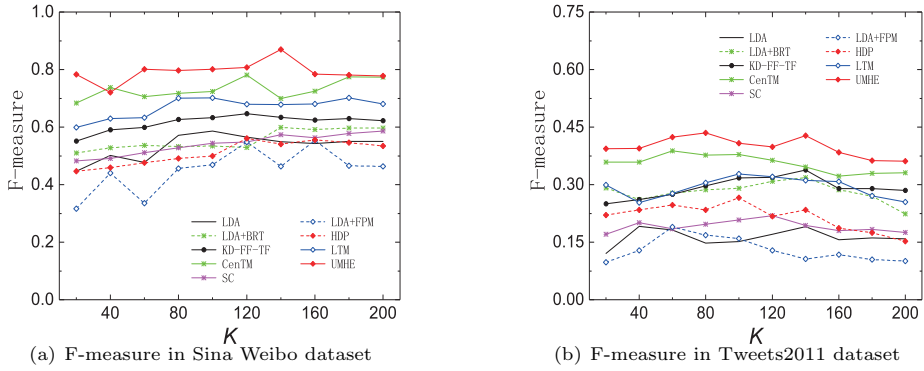 F-measure
1.0
0.8
0.6
0.4
0.2
0.0
LDA
LDA+BRT
KD-FF-TF
CenTM
SC
LDA+FPM
HDP
LTM
UMHE
40 80 120 160 200
K
(a) F-measure in Sina Weibo dataset
F-measure
0.75
0.60
0.45
0.30
0.15
0.00
LDA
LDA+BRT
KD-FF-TF
CenTM
SC
LDA+FPM
HDP
LTM
UMHE
40 80 120 160 200
K
(b) F-measure in Tweets2011 dataset